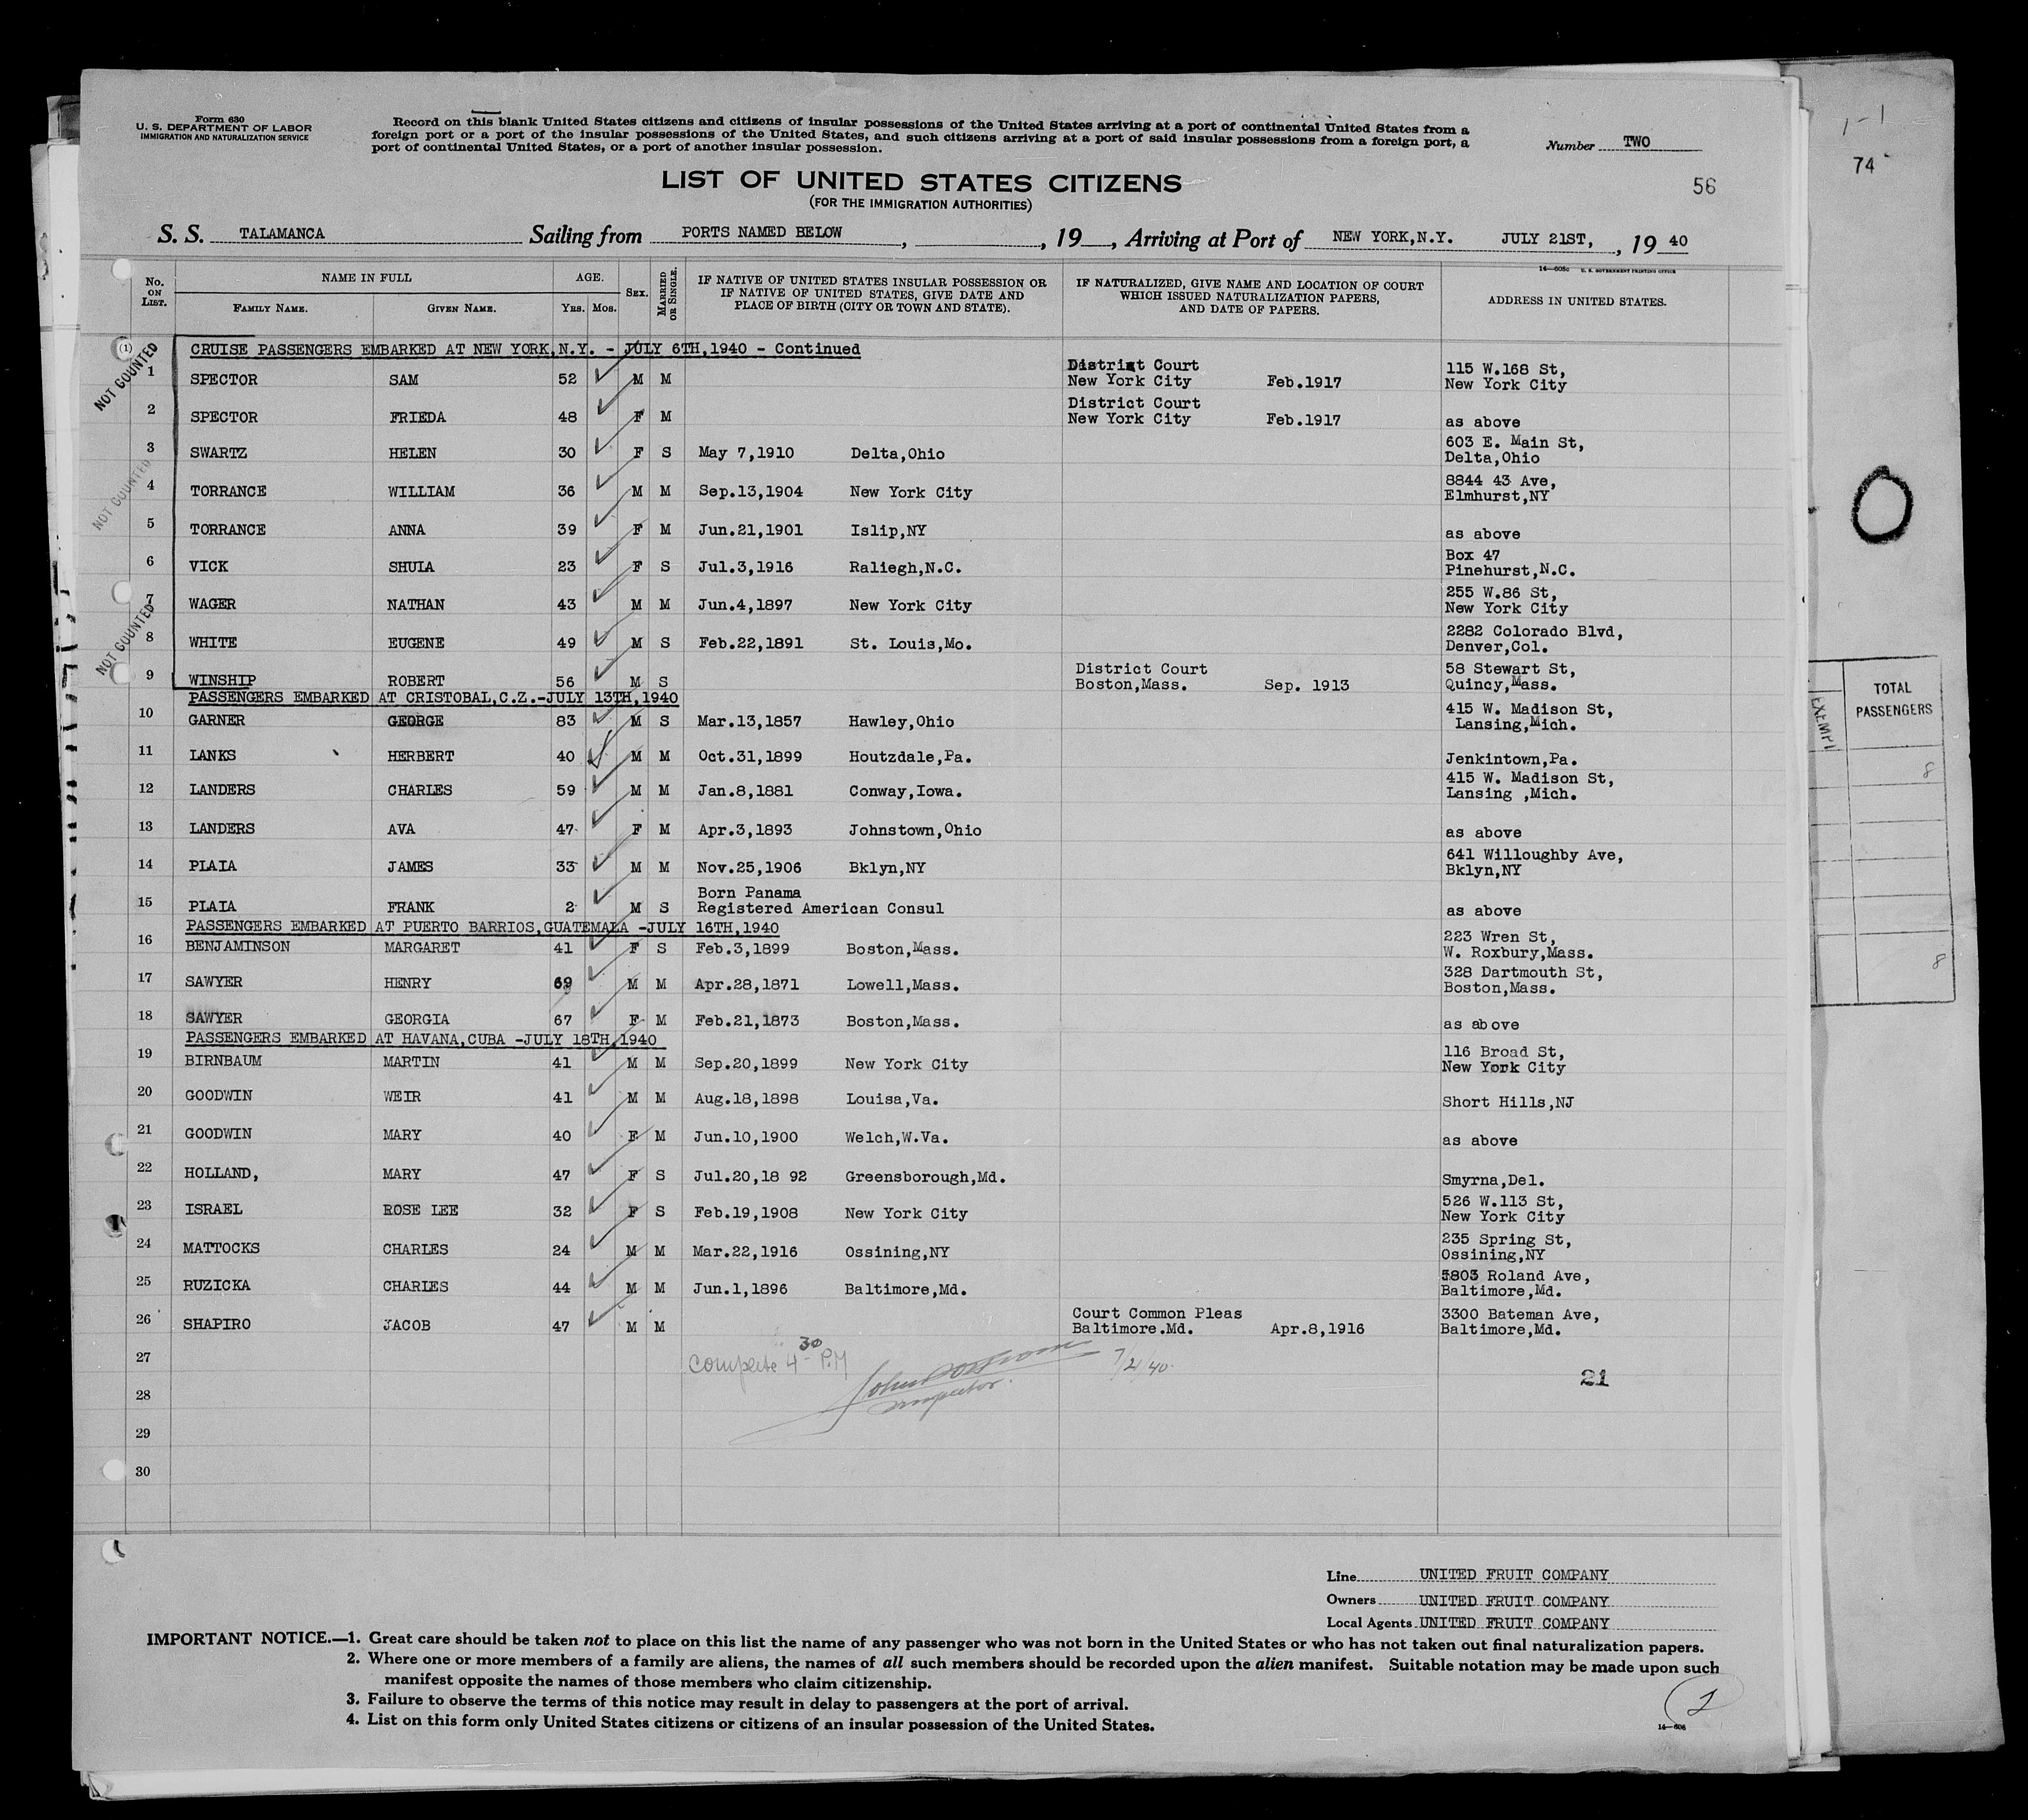 Form 630
U. S. DEPARTMENT OF LABOR
IMMIGRATION AND NATURALIZATION SERVICE
Record on this blank United States citizens and citizens of insular possessions of the United States arriving at a port of continental United States from a
foreign port or a port of the insular possessions of the United States, and such citizens arriving at a port of said insular possessions from a foreign port, a
port of continental United States, or a port of another insular possession.
Number TWO
74
LIST OF UNITED STATES CITIZENS
56
(FOR THE IMMIGRATION AUTHORITIES)
S. S. TALAMANCA Sailing from PORTS NAMED BELOW , , 19 , Arriving at Port of NEW YORK,N.Y. JULY 21ST, , 19 40
14—608c U. S. GOVERNMENT PRINTING OFFICE
No. ON LIST. NAME IN FULL AGE. SEX. MARRIED OR SINGLE. IF NATIVE OF UNITED STATES INSULAR POSSESSION OR IF NATIVE OF UNITED STATES, GIVE DATE AND PLACE OF BIRTH (CITY OR TOWN AND STATE). IF NATURALIZED, GIVE NAME AND LOCATION OF COURT WHICH ISSUED NATURALIZATION PAPERS, AND DATE OF PAPERS. ADDRESS IN UNITED STATES.
FAMILY NAME. GIVEN NAME. YRS. MOS.
(1) NOT COUNTED
CRUISE PASSENGERS EMBARKED AT NEW YORK,N.Y. - JULY 6TH,1940 - Continued
District Court 115 W.168 St,
1 SPECTOR SAM 52 M M New York City Feb.1917 New York City
District Court
2 SPECTOR FRIEDA 48 F M New York City Feb.1917 as above
603 E. Main St,
3 SWARTZ HELEN 30 F S May 7,1910 Delta,Ohio Delta,Ohio
NOT COUNTED
8844 43 Ave,
4 TORRANCE WILLIAM 36 M M Sep.13,1904 New York City Elmhurst,NY
5 TORRANCE ANNA 39 F M Jun.21,1901 Islip,NY as above
Box 47
6 VICK SHULA 23 F S Jul.3,1916 Raliegh,N.C. Pinehurst,N.C.
255 W.86 St,
7 WAGER NATHAN 43 M M Jun.4,1897 New York City New York City
NOT COUNTED
2282 Colorado Blvd,
8 WHITE EUGENE 49 M S Feb.22,1891 St. Louis,Mo. Denver,Col.
District Court 58 Stewart St,
9 WINSHIP ROBERT 56 M S Boston,Mass. Sep. 1913 Quincy,Mass.
PASSENGERS EMBARKED AT CRISTOBAL,C.Z.-JULY 13TH,1940
415 W. Madison St,
10 GARNER GEORGE 83 M S Mar.13,1857 Hawley,Ohio Lansing,Mich.
11 LANKS HERBERT 40 M M Oct.31,1899 Houtzdale,Pa. Jenkintown,Pa.
415 W. Madison St,
12 LANDERS CHARLES 59 M M Jan.8,1881 Conway,Iowa. Lansing ,Mich.
13 LANDERS AVA 47 F M Apr.3,1893 Johnstown,Ohio as above
641 Willoughby Ave,
14 PLAIA JAMES 33 M M Nov.25,1906 Bklyn,NY Bklyn,NY
Born Panama
15 PLAIA FRANK 2 M S Registered American Consul as above
PASSENGERS EMBARKED AT PUERTO BARRIOS,GUATEMALA -JULY 16TH,1940
223 Wren St,
16 BENJAMINSON MARGARET 41 F S Feb.3,1899 Boston,Mass. W. Roxbury,Mass.
328 Dartmouth St,
17 SAWYER HENRY 69 M M Apr.28,1871 Lowell,Mass. Boston,Mass.
18 SAWYER GEORGIA 67 F M Feb.21,1873 Boston,Mass. as above
PASSENGERS EMBARKED AT HAVANA,CUBA -JULY 18TH,1940
116 Broad St,
19 BIRNBAUM MARTIN 41 M M Sep.20,1899 New York City New York City
20 GOODWIN WEIR 41 M M Aug.18,1898 Louisa,Va. Short Hills,NJ
21 GOODWIN MARY 40 F M Jun.10,1900 Welch,W.Va. as above
22 HOLLAND, MARY 47 F S Jul.20,18 92 Greensborough,Md. Smyrna,Del.
526 W.113 St,
23 ISRAEL ROSE LEE 32 F S Feb.19,1908 New York City New York City
235 Spring St,
24 MATTOCKS CHARLES 24 M M Mar.22,1916 Ossining,NY Ossining,NY
5803 Roland Ave,
25 RUZICKA CHARLES 44 M M Jun.1,1896 Baltimore,Md. Baltimore,Md.
Court Common Pleas 3300 Bateman Ave,
26 SHAPIRO JACOB 47 M M Baltimore.Md. Apr.8,1916 Baltimore,Md.
27 Complete 4 30 P.M 7/21/40
Inspector.
28 21
29
30
EXEMPT
TOTAL PASSENGERS
8
8
Line UNITED FRUIT COMPANY
Owners UNITED FRUIT COMPANY
Local Agents UNITED FRUIT COMPANY
IMPORTANT NOTICE.—1. Great care should be taken not to place on this list the name of any passenger who was not born in the United States or who has not taken out final naturalization papers.
2. Where one or more members of a family are aliens, the names of all such members should be recorded upon the alien manifest. Suitable notation may be made upon such
manifest opposite the names of those members who claim citizenship.
3. Failure to observe the terms of this notice may result in delay to passengers at the port of arrival.
4. List on this form only United States citizens or citizens of an insular possession of the United States.
2
14—608